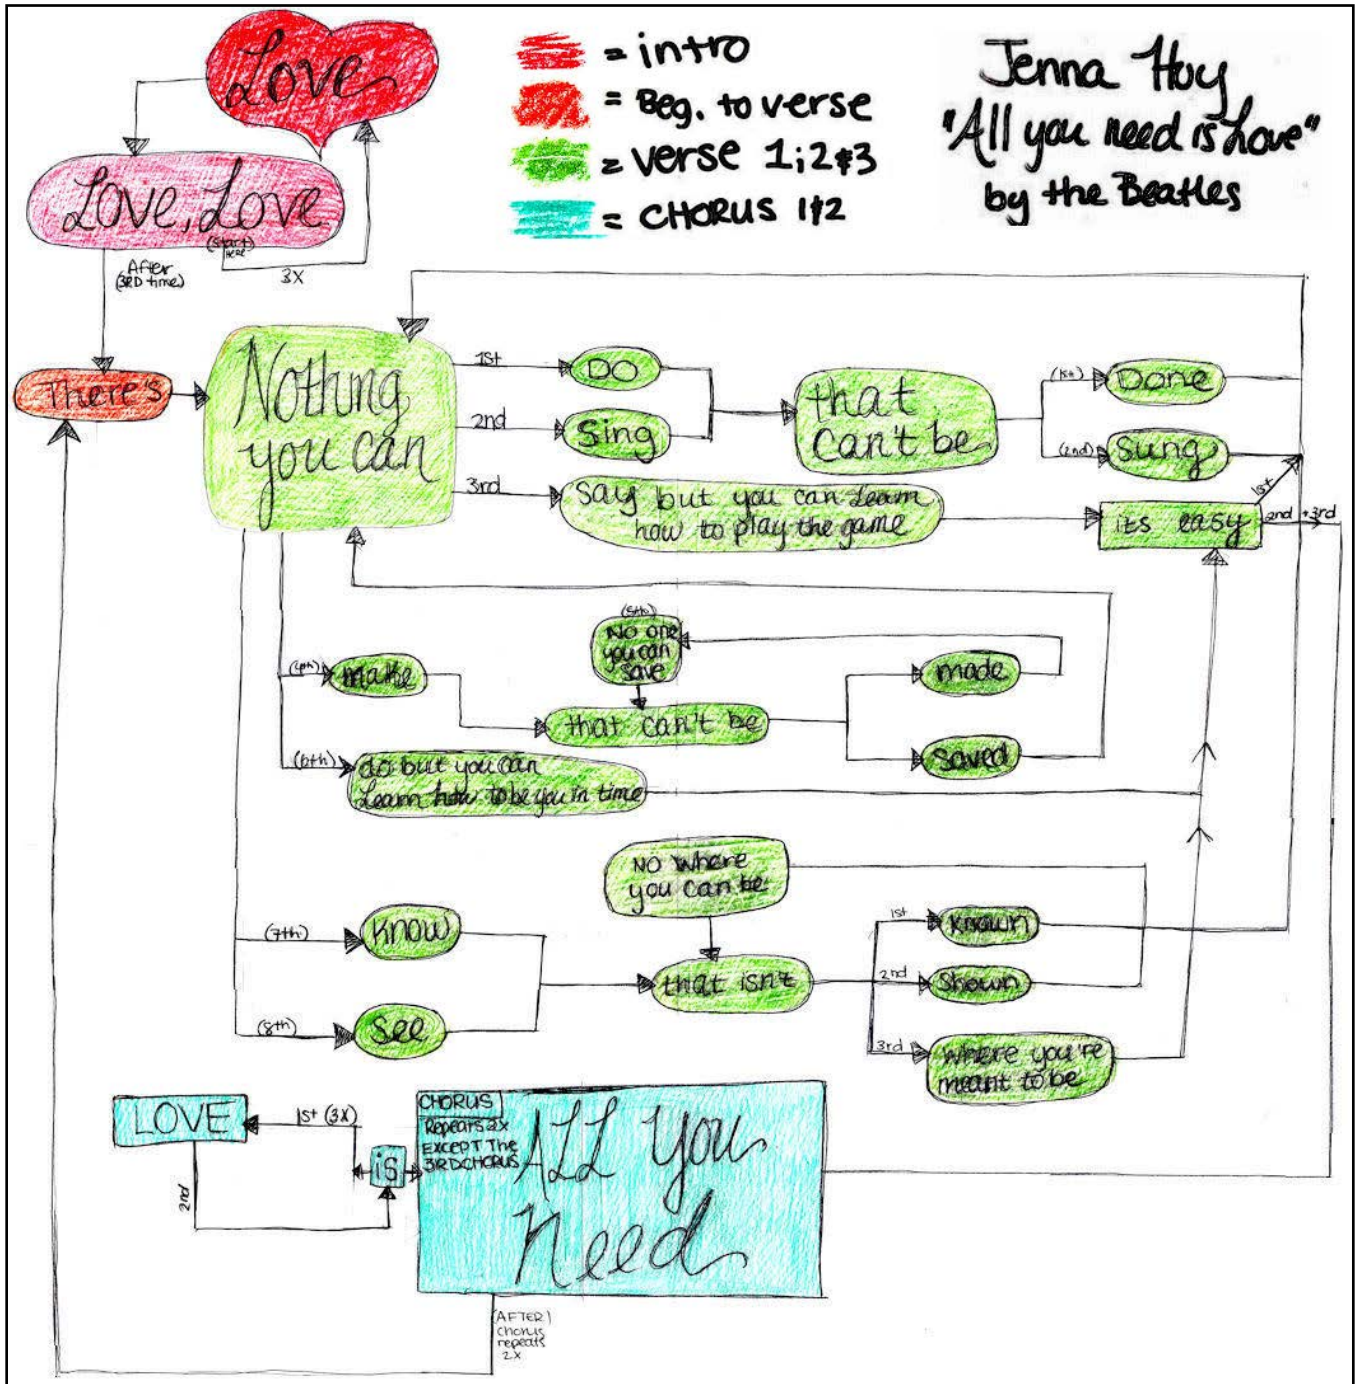 Love
Love, Love
(Start
Here)
3X
After
(3RD time)
= intro
= Beg. to verse
= verse 1;2&3
= CHORUS 1&2
Jenna Huy
"All you need is Love"
by the Beatles
There's
Nothing
you can
1st
Do
2nd
Sing
3rd
say but you can Learn
how to play the game
that
can't be
(1st)
Done
(2nd)
sung
its easy
1st
2nd +3rd
(4th)
make
(5th)
No one
you can
save
that can't be
made
saved
(6th)
do but you can
Learn how to be you in time
No where
you can be
(7th)
know
(8th)
See
that isn't
1st
known
2nd
Shown
3rd
where you're
meant to be
LOVE
1st (3X)
2nd
is
CHORUS
Repeats 2x
EXCEPT The
3RD CHORUS
ALL You
Need
(AFTER)
chorus
repeats
2X